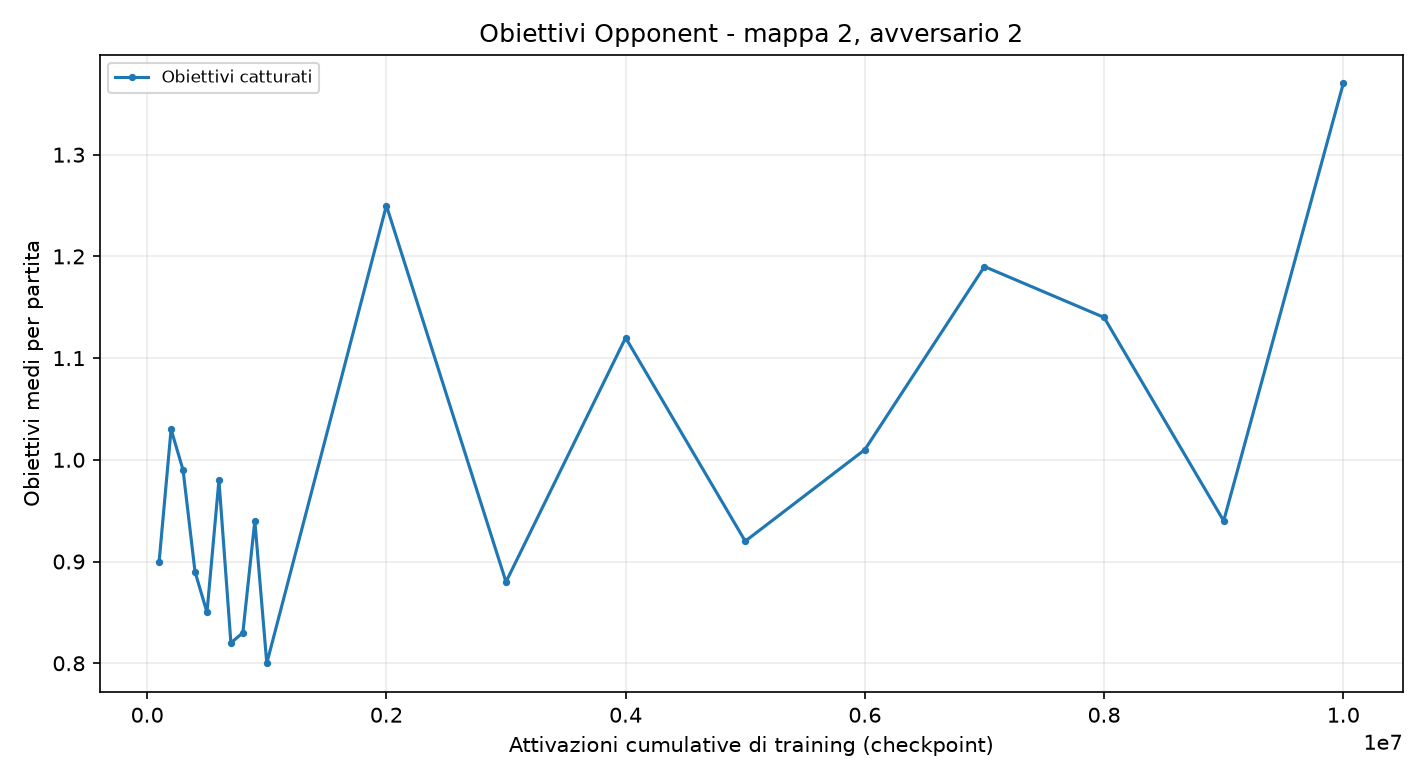 Obiettivi Opponent - mappa 2, avversario 2
Obiettivi catturati
Obiettivi medi per partita
1.3
1.2
1.1
1.0
0.9
0.8
0.0 0.2 0.4 0.6 0.8 1.0
1e7
Attivazioni cumulative di training (checkpoint)